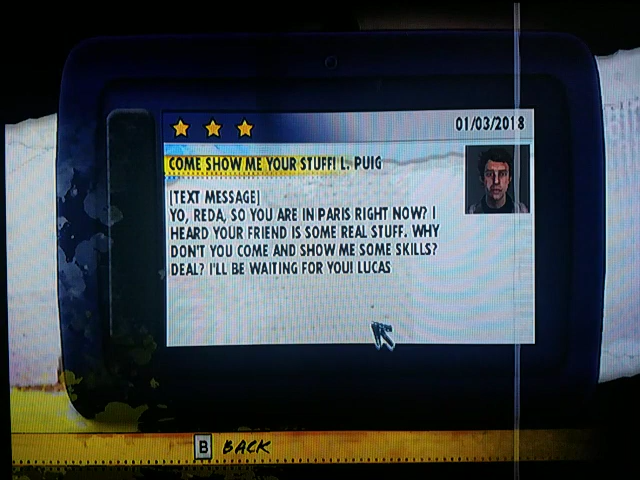 01/03/2018
COME SHOW ME YOUR STUFF! L. PUIG
[TEXT MESSAGE]
YO, REDA, SO YOU ARE IN PARIS RIGHT NOW? I
HEARD YOUR FRIEND IS SOME REAL STUFF. WHY
DON'T YOU COME AND SHOW ME SOME SKILLS?
DEAL? I'LL BE WAITING FOR YOU! LUCAS
B BACK